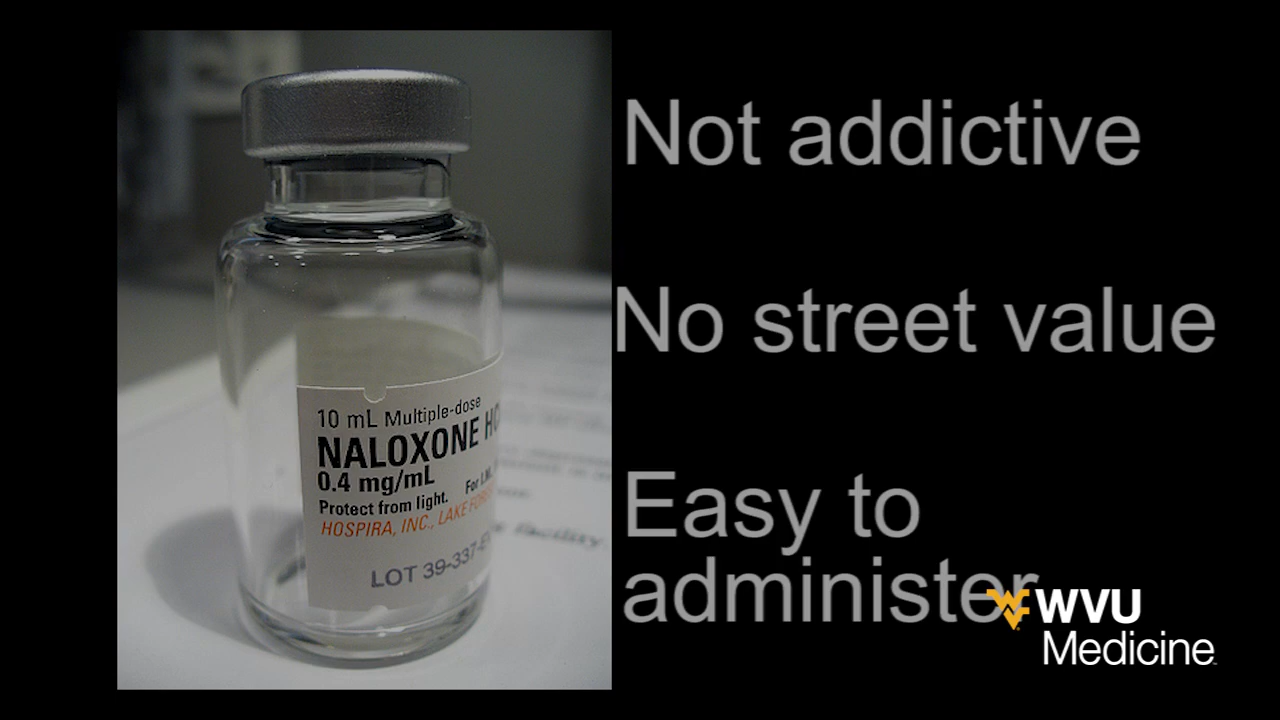 Not addictive
No street value
Easy to
administer
WVU
Medicine
10 mL Multiple-dose
NALOXONE
0.4 mg/mL
For I.M.
Protect from light.
HOSPIRA, INC., LAKE
LOT 39-337